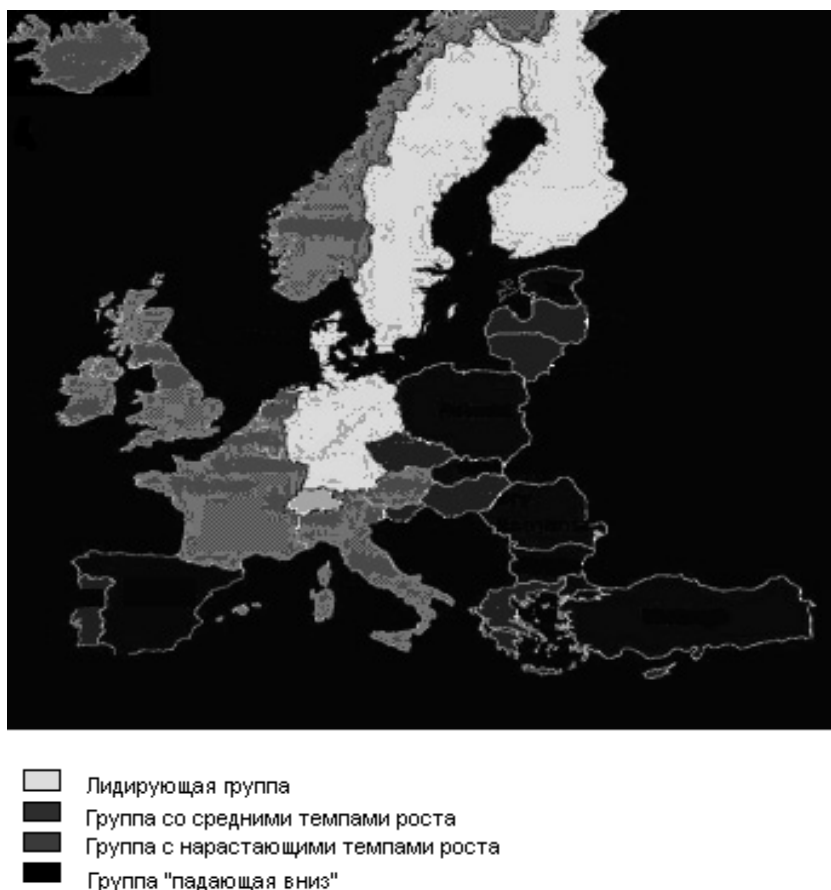 Лидирующая группа
Группа со средними темпами роста
Группа с нарастающими темпами роста
Группа "падающая вниз"